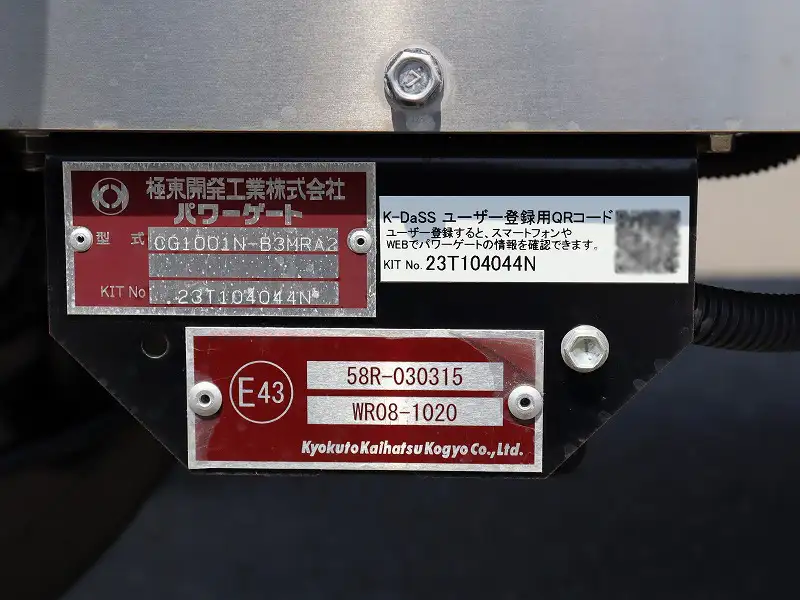 極東開発工業株式会社
パワーゲート
型式 CG1001N-B3MRA2
KIT No 23T104044N
K-DaSS ユーザー登録用QRコード
ユーザー登録すると、スマートフォンや
WEBでパワーゲートの情報を確認できます。
KIT No. 23T104044N
E43
58R-030315
WR08-1020
Kyokuto Kaihatsu Kogyo Co.,Ltd.